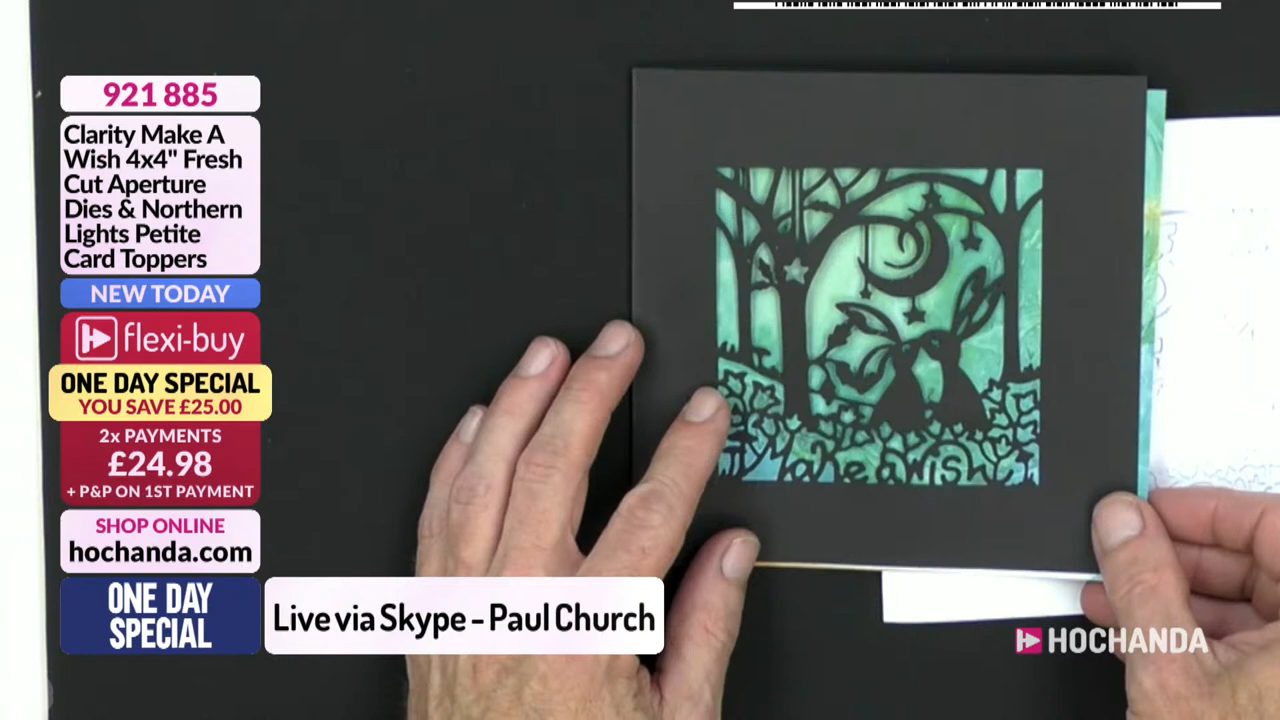 921 885
Clarity Make A
Wish 4x4" Fresh
Cut Aperture
Dies & Northern
Lights Petite
Card Toppers
NEW TODAY
flexi-buy
ONE DAY SPECIAL
YOU SAVE £25.00
2x PAYMENTS
£24.98
+ P&P ON 1ST PAYMENT
SHOP ONLINE
hochanda.com
ONE DAY
SPECIAL
Live via Skype – Paul Church
Make a wish
HOCHANDA